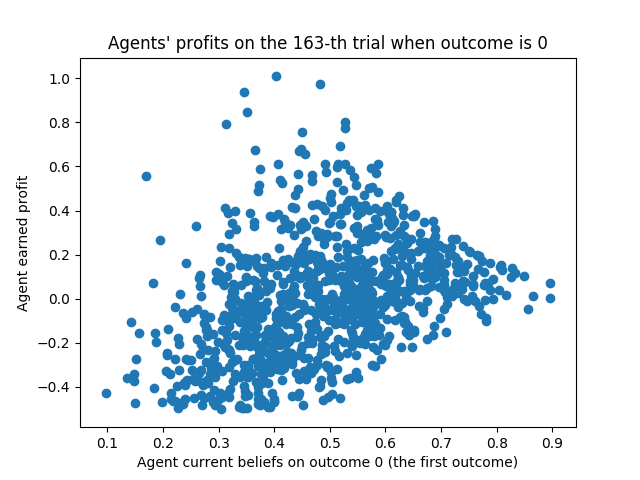 Agents' profits on the 163-th trial when outcome is 0
1.0
0.8
0.6
0.4
0.2
0.0
−0.2
−0.4
Agent earned profit
0.1 0.2 0.3 0.4 0.5 0.6 0.7 0.8 0.9
Agent current beliefs on outcome 0 (the first outcome)